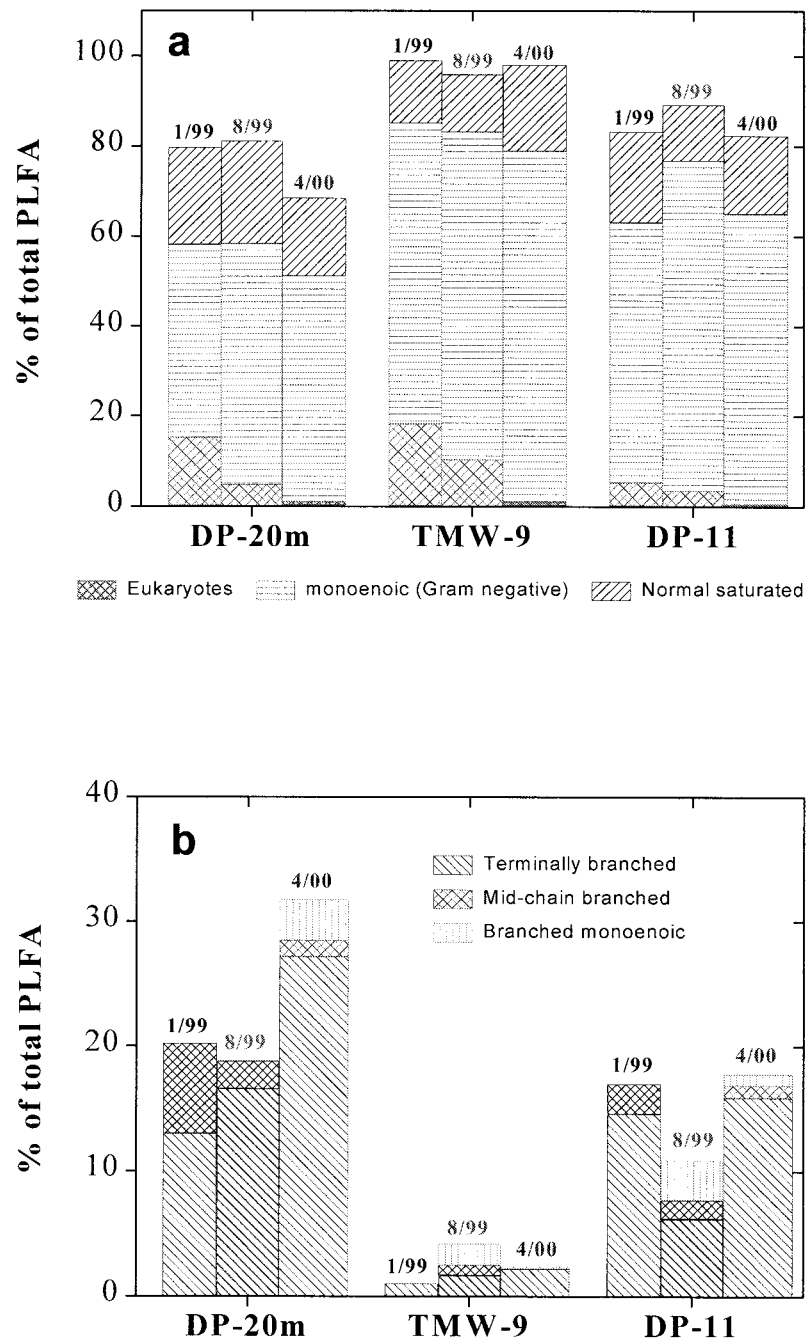 a
% of total PLFA
100
80
60
40
20
0
1/99
8/99
4/00
1/99
8/99
4/00
1/99
8/99
4/00
DP-20m
TMW-9
DP-11
Eukaryotes
monoenoic (Gram negative)
Normal saturated
b
% of total PLFA
40
30
20
10
0
Terminally branched
Mid-chain branched
Branched monoenoic
1/99
8/99
4/00
1/99
8/99
4/00
1/99
8/99
4/00
DP-20m
TMW-9
DP-11